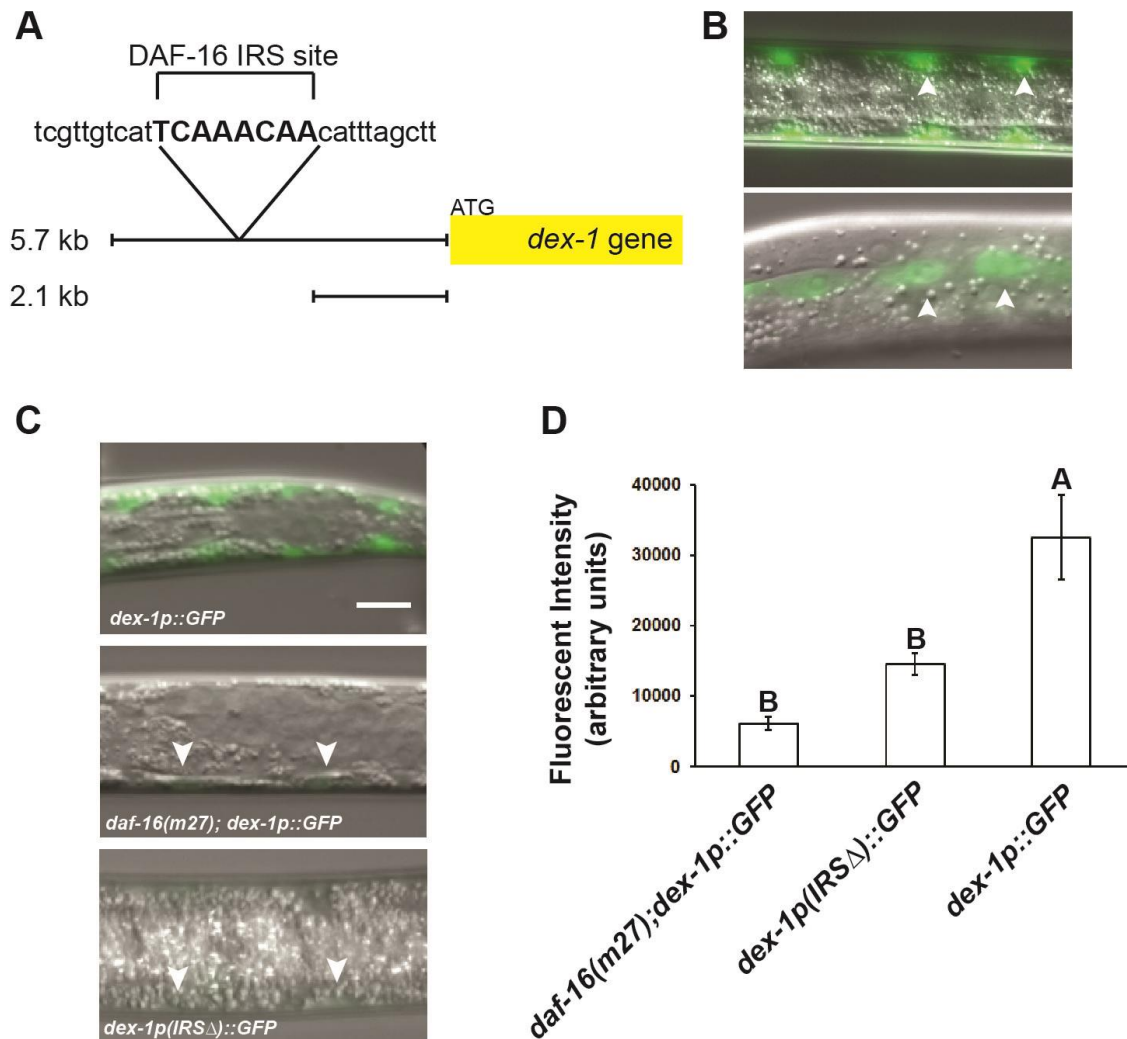 A
DAF-16 IRS site
tcgttgtcatTCAAACAAcatttagctt
ATG
5.7 kb
dex-1 gene
2.1 kb
B
C
dex-1p::GFP
daf-16(m27); dex-1p::GFP
dex-1p(IRSΔ)::GFP
D
Fluorescent Intensity
(arbitrary units)
40000
30000
20000
10000
0
B
B
A
daf-16(m27);dex-1p::GFP
dex-1p(IRSΔ)::GFP
dex-1p::GFP